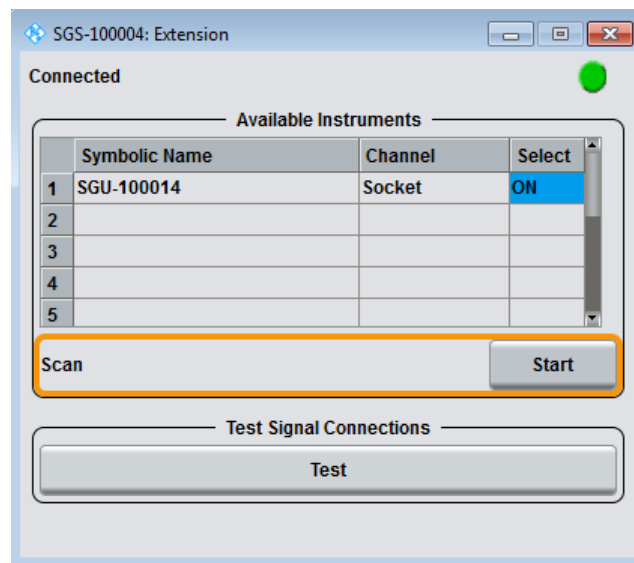 SGS-100004: Extension
Connected
Available Instruments
Symbolic Name Channel Select
1 SGU-100014 Socket ON
2
3
4
5
Scan Start
Test Signal Connections
Test